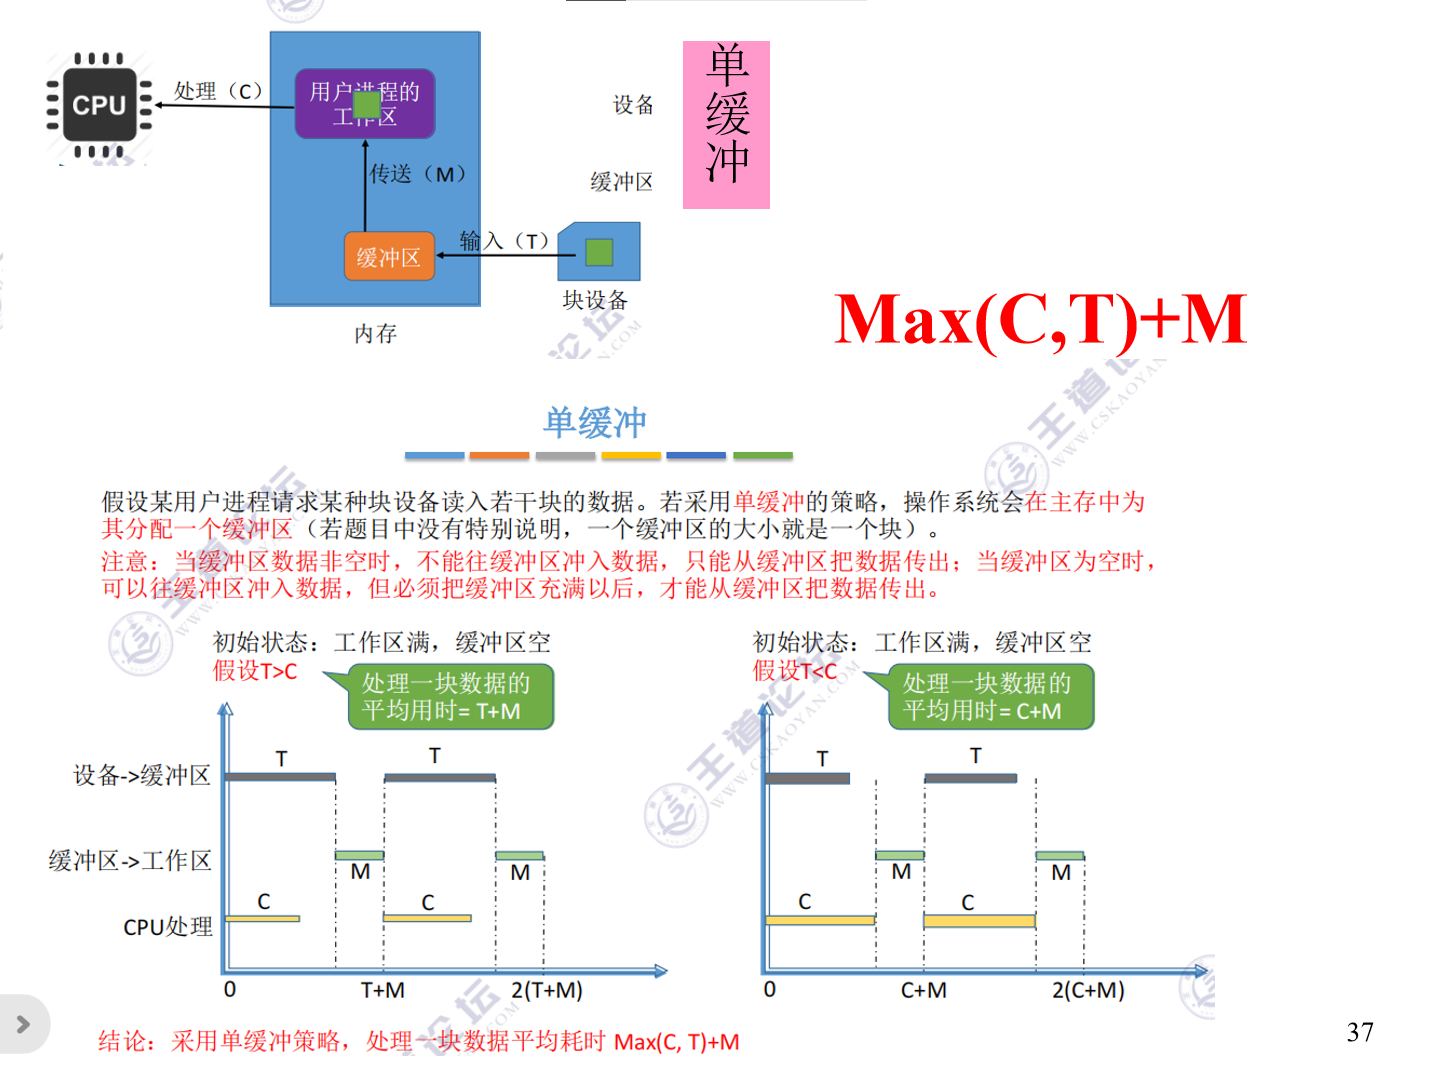 CPU
处理（C）
用户进程的
工作区
传送（M）
缓冲区
输入（T）
块设备
内存
设备
缓冲区
单
缓
冲
Max(C,T)+M
单缓冲
假设某用户进程请求某种块设备读入若干块的数据。若采用单缓冲的策略，操作系统会在主存中为
其分配一个缓冲区（若题目中没有特别说明，一个缓冲区的大小就是一个块）。
注意：当缓冲区数据非空时，不能往缓冲区冲入数据，只能从缓冲区把数据传出；当缓冲区为空时，
可以往缓冲区冲入数据，但必须把缓冲区充满以后，才能从缓冲区把数据传出。
初始状态：工作区满，缓冲区空
假设T>C
处理一块数据的
平均用时= T+M
设备->缓冲区
T
T
缓冲区->工作区
M
M
CPU处理
C
C
0
T+M
2(T+M)
初始状态：工作区满，缓冲区空
假设T<C
处理一块数据的
平均用时= C+M
T
T
M
M
C
C
0
C+M
2(C+M)
结论：采用单缓冲策略，处理一块数据平均耗时 Max(C, T)+M
37
王道论坛
WWW.CSKAOYAN.COM